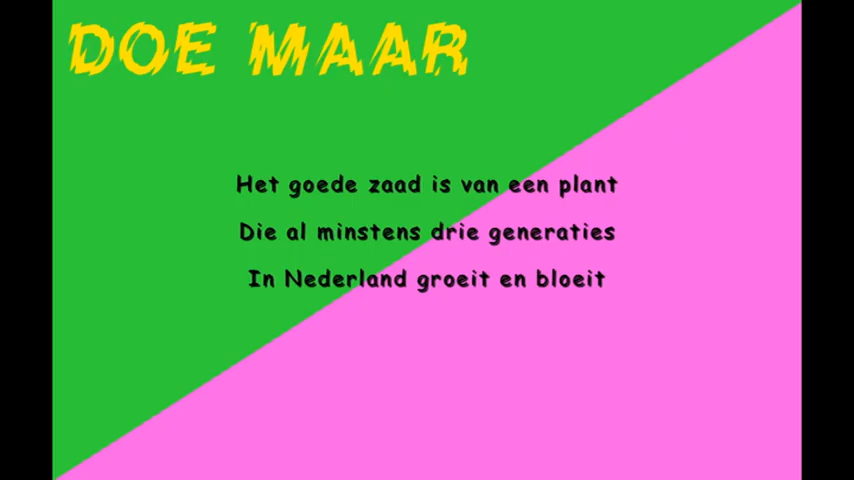 DOE MAAR
Het goede zaad is van een plant
Die al minstens drie generaties
In Nederland groeit en bloeit